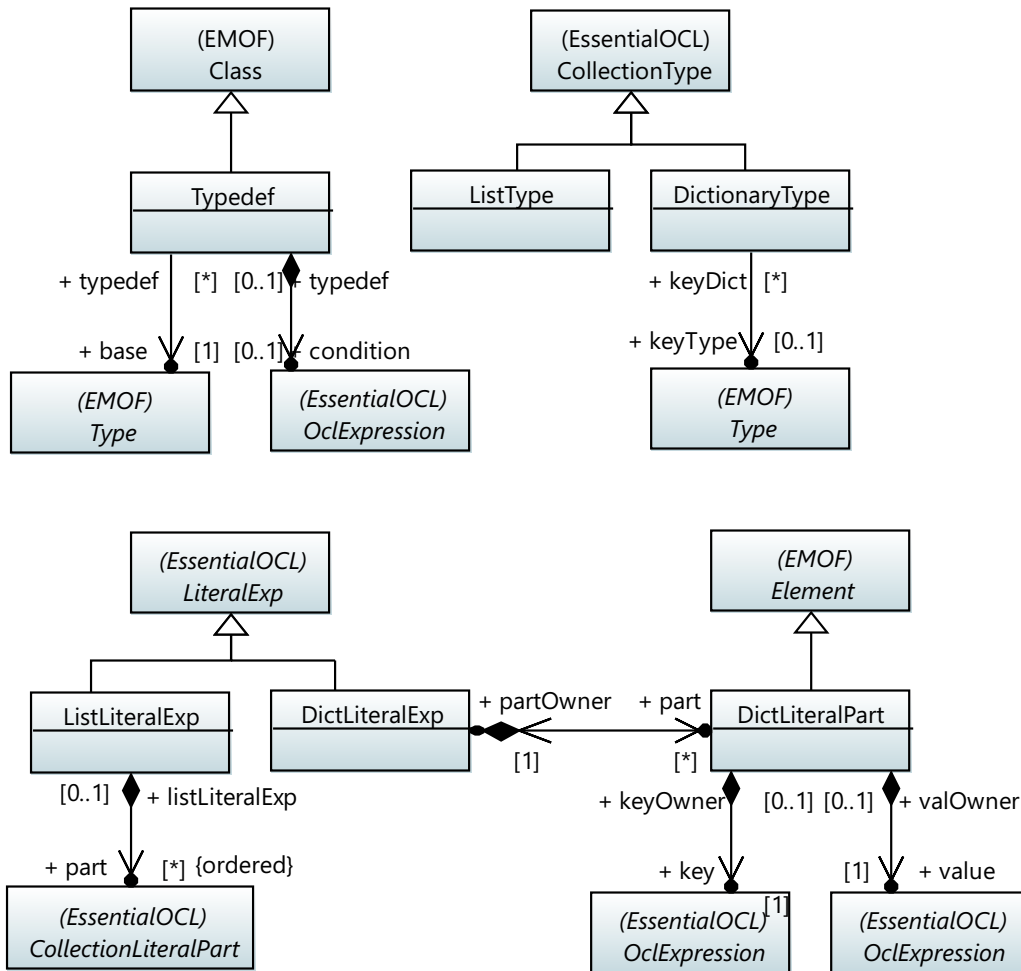 (EMOF)
Class
(EssentialOCL)
CollectionType
Typedef
ListType
DictionaryType
+ typedef
[*]
[0..1]
+ typedef
+ keyDict
[*]
+ base
[1]
[0..1]
+ condition
+ keyType
[0..1]
(EMOF)
Type
(EssentialOCL)
OclExpression
(EMOF)
Type
(EssentialOCL)
LiteralExp
(EMOF)
Element
ListLiteralExp
DictLiteralExp
+ partOwner
+ part
DictLiteralPart
[1]
[*]
[0..1]
+ listLiteralExp
+ keyOwner
[0..1]
[0..1]
+ valOwner
+ part
[*]
{ordered}
+ key
[1]
[1]
+ value
(EssentialOCL)
CollectionLiteralPart
(EssentialOCL)
OclExpression
(EssentialOCL)
OclExpression